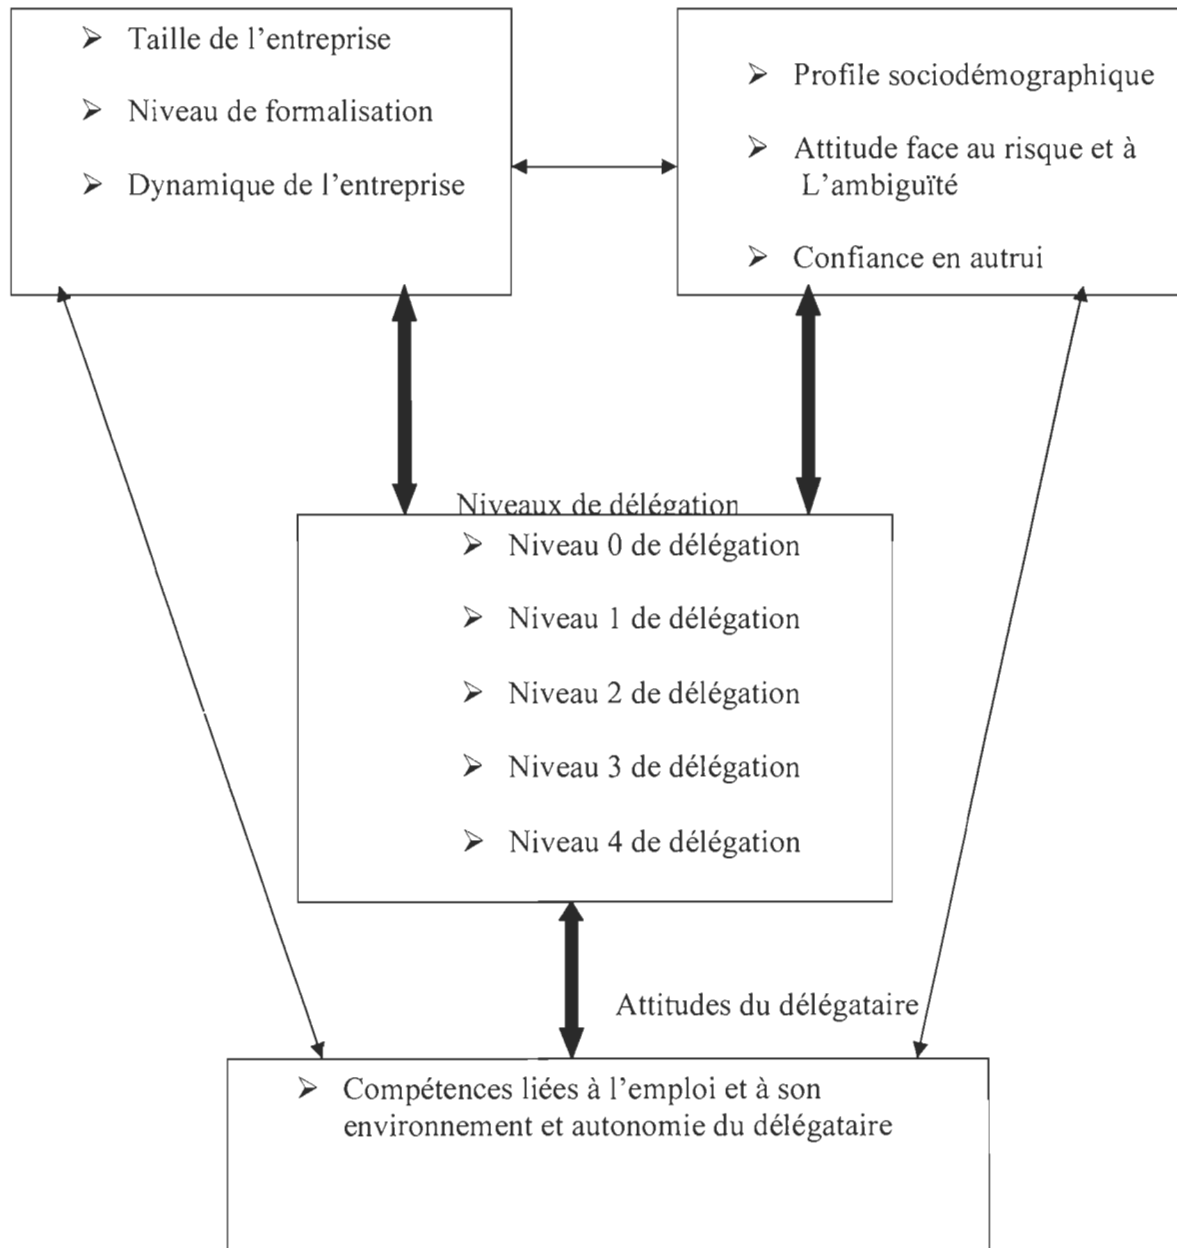 ➢ Taille de l’entreprise
➢ Niveau de formalisation
➢ Dynamique de l’entreprise
➢ Profile sociodémographique
➢ Attitude face au risque et à
L’ambiguïté
➢ Confiance en autrui
Niveaux de délégation
➢ Niveau 0 de délégation
➢ Niveau 1 de délégation
➢ Niveau 2 de délégation
➢ Niveau 3 de délégation
➢ Niveau 4 de délégation
Attitudes du délégataire
➢ Compétences liées à l’emploi et à son
environnement et autonomie du délégataire